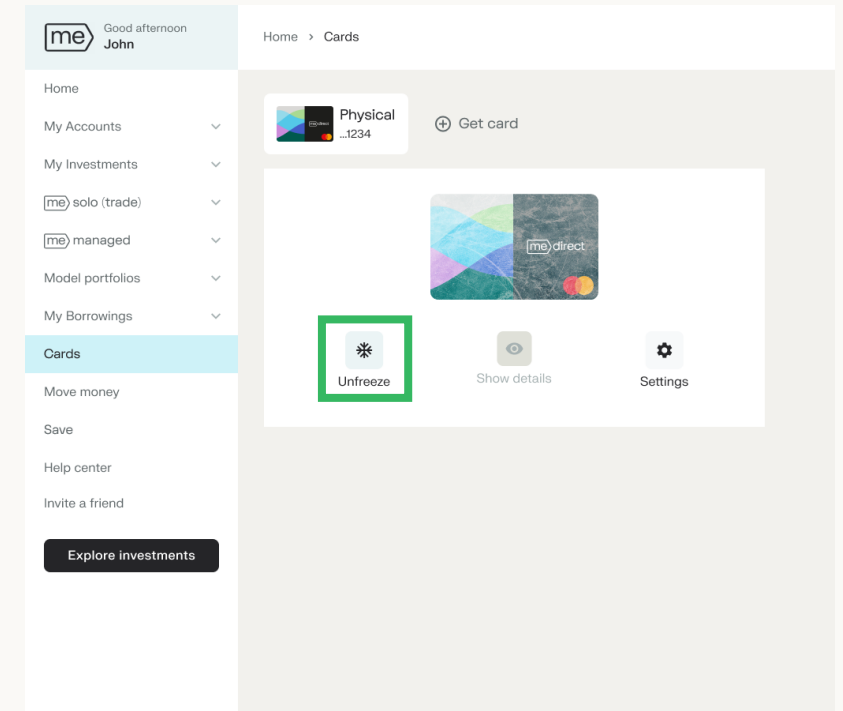 me
Good afternoon
John
Home › Cards
Home
My Accounts
My Investments
me solo (trade)
me managed
Model portfolios
My Borrowings
Cards
Move money
Save
Help center
Invite a friend
Explore investments
Physical
...1234
Get card
me direct
Unfreeze
Show details
Settings